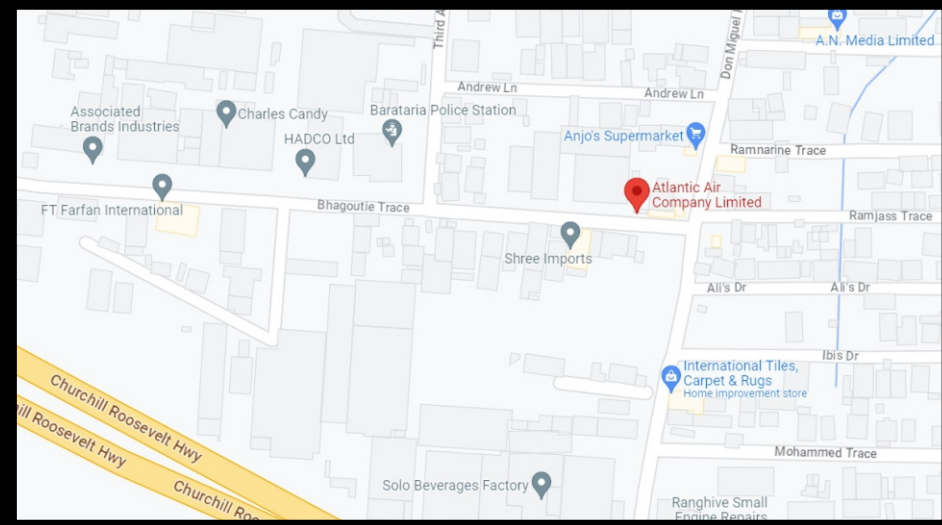 Third A
Don Miguel
A.N. Media Limited
Andrew Ln
Andrew Ln
Associated
Brands Industries
Charles Candy
Barataria Police Station
HADCO Ltd
Anjo's Supermarket
Ramnarine Trace
Atlantic Air
Company Limited
FT Farfan International
Bhagoutie Trace
Ramjass Trace
Shree Imports
Ali's Dr
Ali's Dr
Ibis Dr
International Tiles,
Carpet & Rugs
Home improvement store
Churchill Roosevelt Hwy
ill Roosevelt Hwy
Mohammed Trace
Solo Beverages Factory
Churchill Roo
Ranghive Small
Engine Repairs